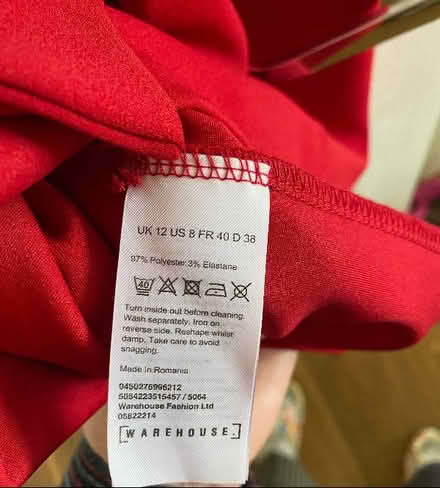 UK 12 US 8 FR 40 D 38
97% Polyester: 3% Elastane
40
Turn inside out before cleaning.
Wash separately. Iron on
reverse side. Reshape whilst
damp. Take care to avoid
snagging.
Made in Romania
0450276996212
5054223515457 / 5064
Warehouse Fashion Ltd
05822214
[WAREHOUSE.]